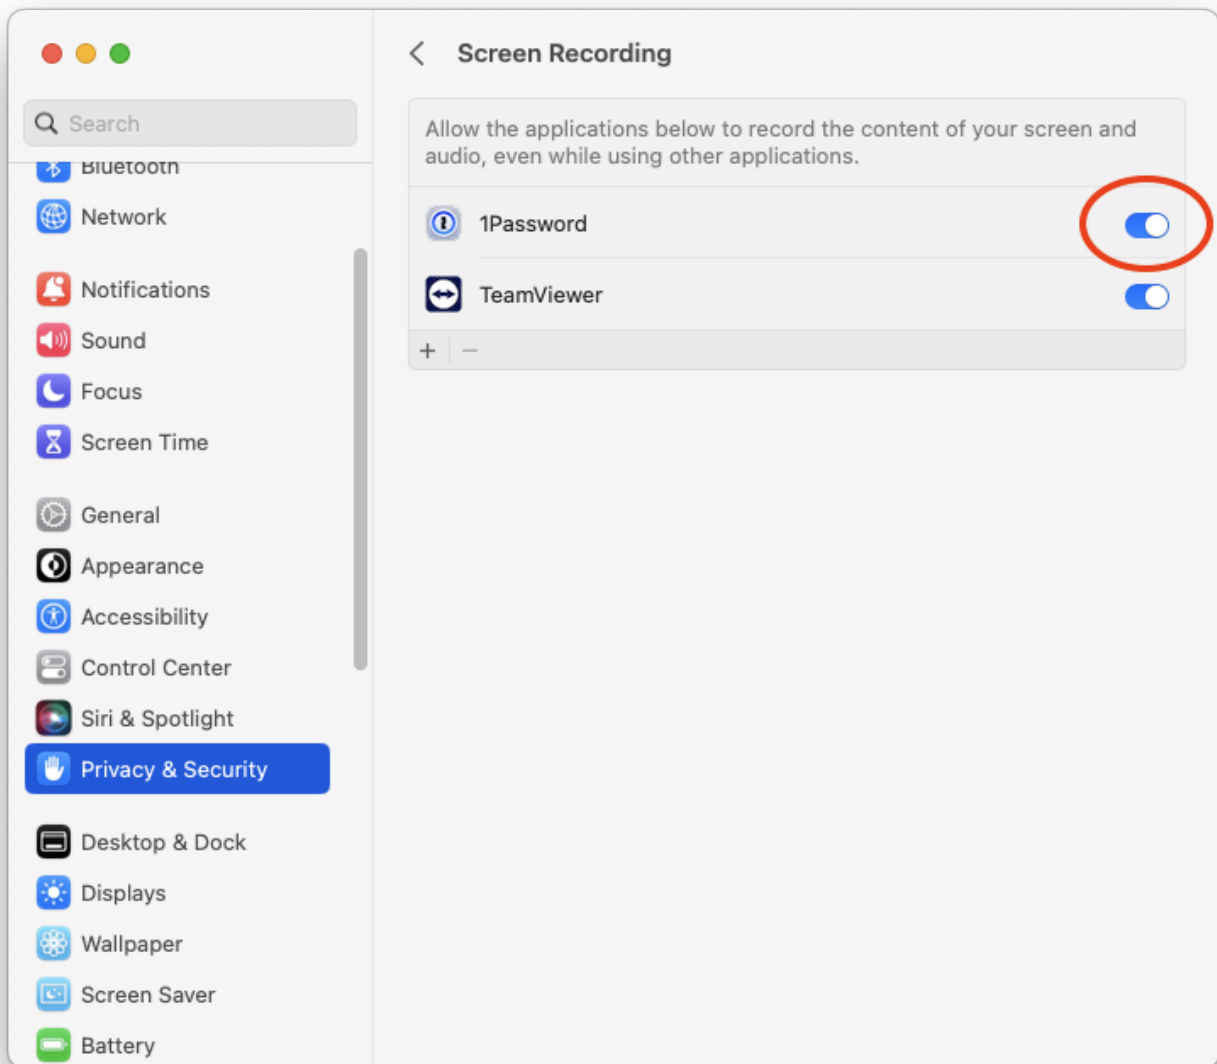 Search
Bluetooth
Network
Notifications
Sound
Focus
Screen Time
General
Appearance
Accessibility
Control Center
Siri & Spotlight
Privacy & Security
Desktop & Dock
Displays
Wallpaper
Screen Saver
Battery
Screen Recording
Allow the applications below to record the content of your screen and
audio, even while using other applications.
1Password
TeamViewer